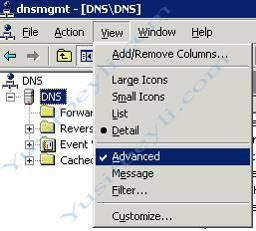 dnsmgmt - [DNS\DNS]
File Action View Window Help
Add/Remove Columns...
Large Icons
Small Icons
List
Detail
Advanced
Message
Filter...
Customize...
DNS
DNS
Forwar
Revers
Event
Cached